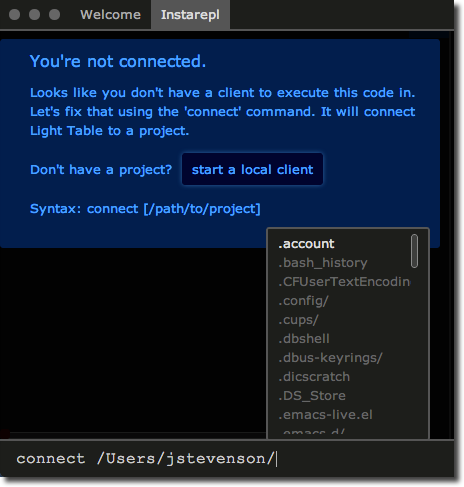 Welcome Instarepl
You're not connected.
Looks like you don't have a client to execute this code in.
Let's fix that using the 'connect' command. It will connect
Light Table to a project.
Don't have a project? start a local client
Syntax: connect [/path/to/project]
.account
.bash_history
.CFUserTextEncodin
.config/
.cups/
.dbshell
.dbus-keyrings/
.dicscratch
.DS_Store
.emacs-live.el
.emacs.d/
connect /Users/jstevenson/